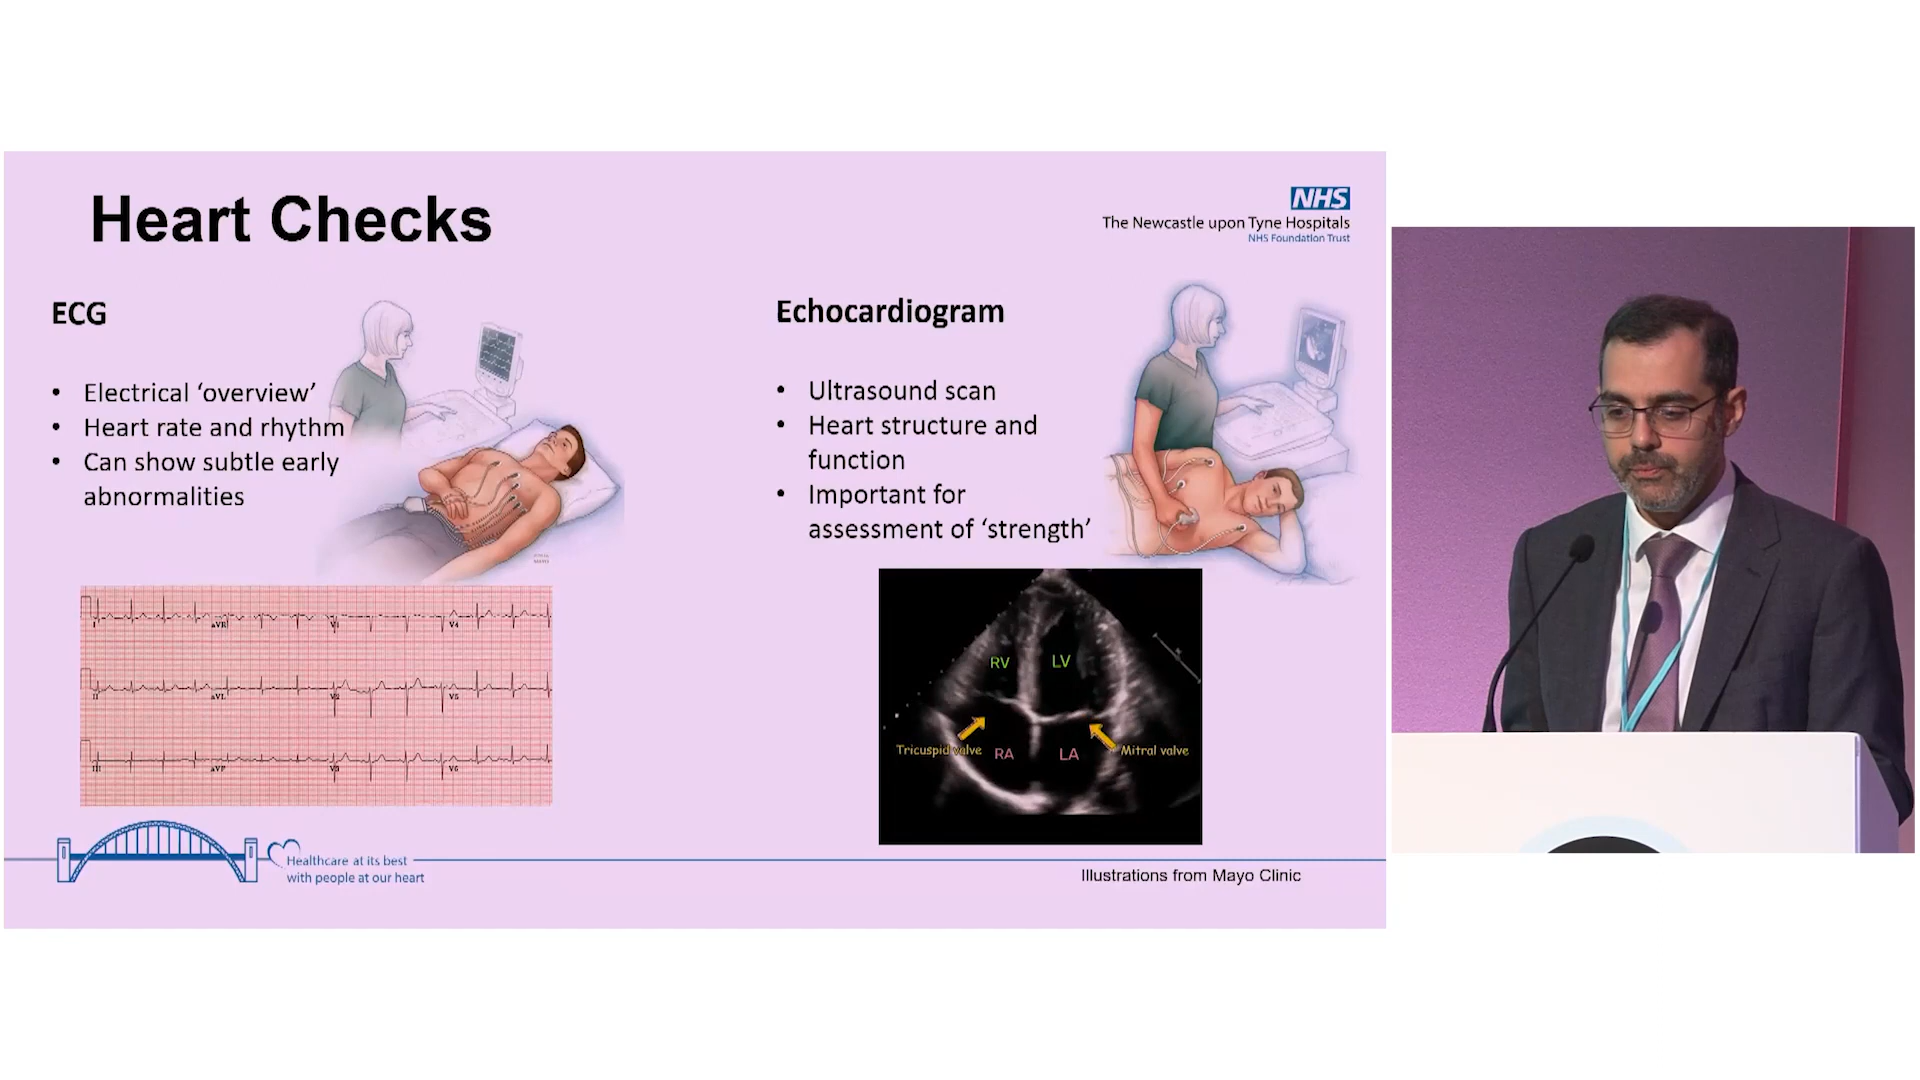 Heart Checks
NHS
The Newcastle upon Tyne Hospitals
NHS Foundation Trust
ECG
• Electrical ‘overview’
• Heart rate and rhythm
• Can show subtle early
abnormalities
Echocardiogram
• Ultrasound scan
• Heart structure and
function
• Important for
assessment of ‘strength’
I aVR V1 V4
II aVL V2 V5
III aVF V3 V6
RV LV
Tricuspid valve RA LA Mitral valve
Healthcare at its best
with people at our heart
Illustrations from Mayo Clinic